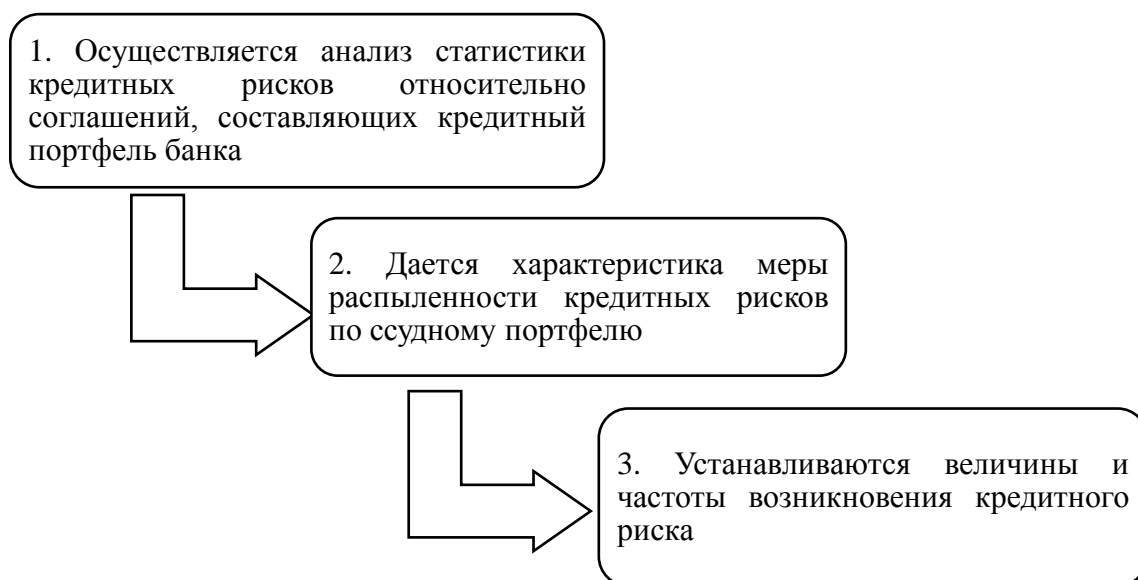 1. Осуществляется анализ статистики
кредитных рисков относительно
соглашений, составляющих кредитный
портфель банка
2. Дается характеристика меры
распыленности кредитных рисков
по ссудному портфелю
3. Устанавливаются величины и
частоты возникновения кредитного
риска